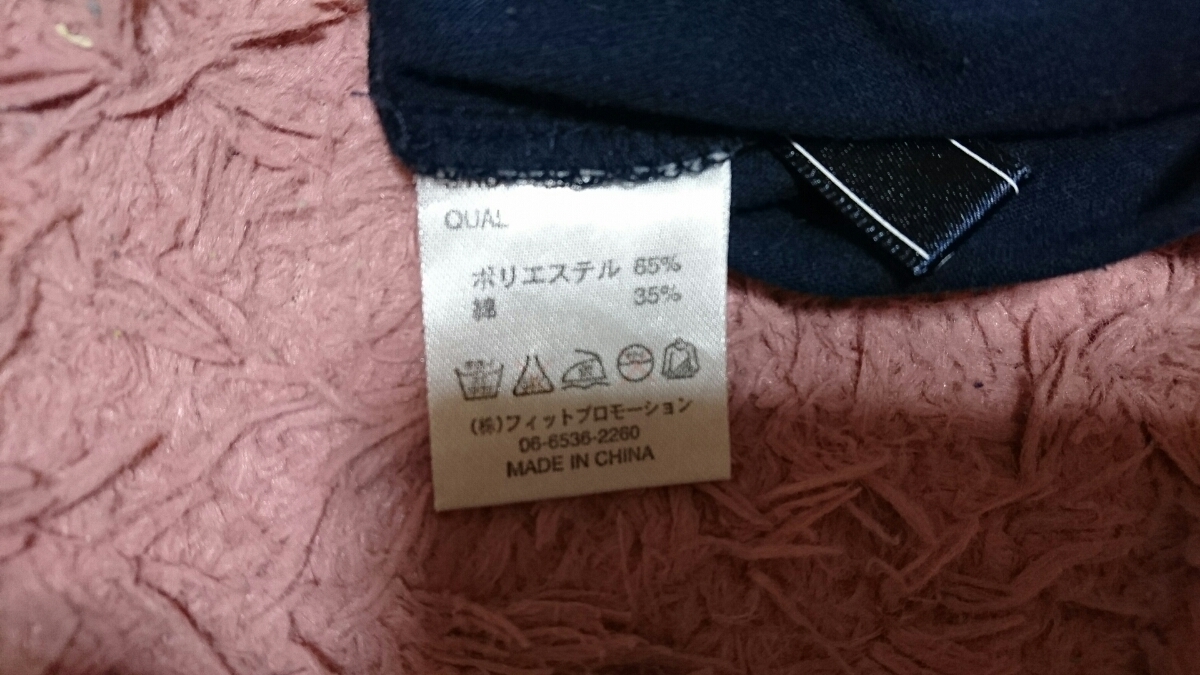 QUAL
ポリエステル 65%
綿 35%
(株)フィットプロモーション
06-6536-2260
MADE IN CHINA